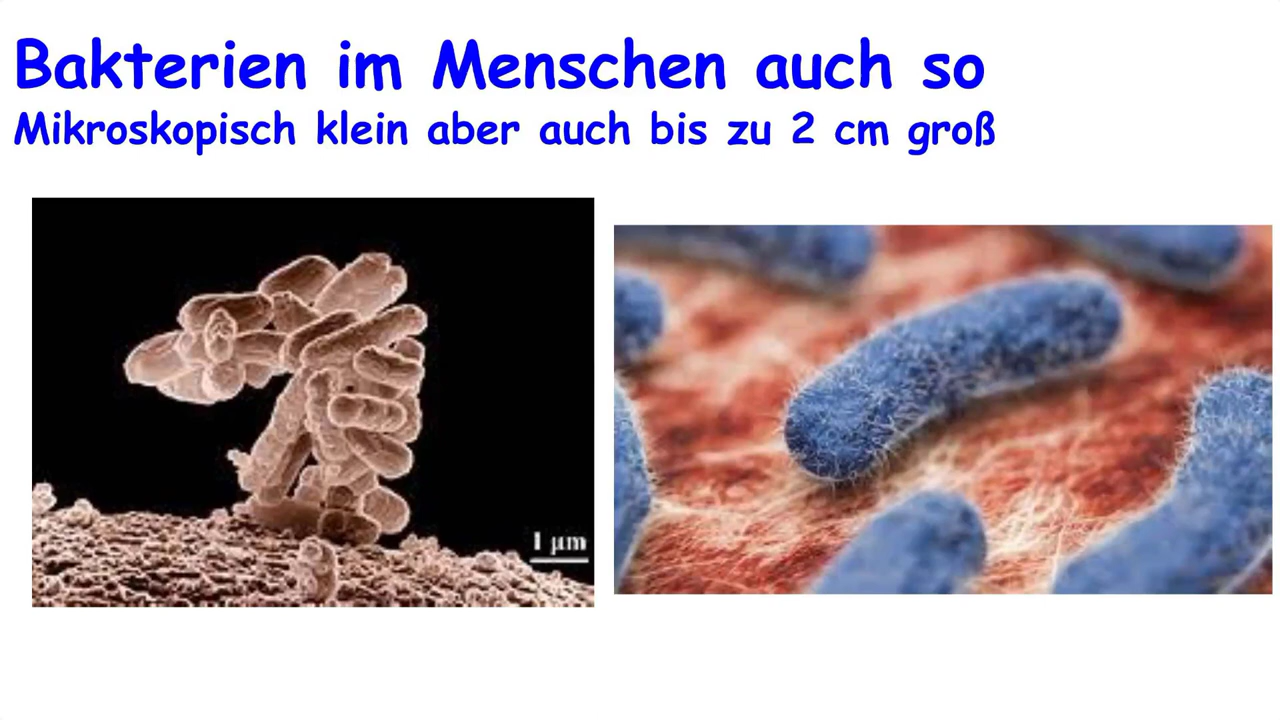 Bakterien im Menschen auch so
Mikroskopisch klein aber auch bis zu 2 cm groß
1 µm